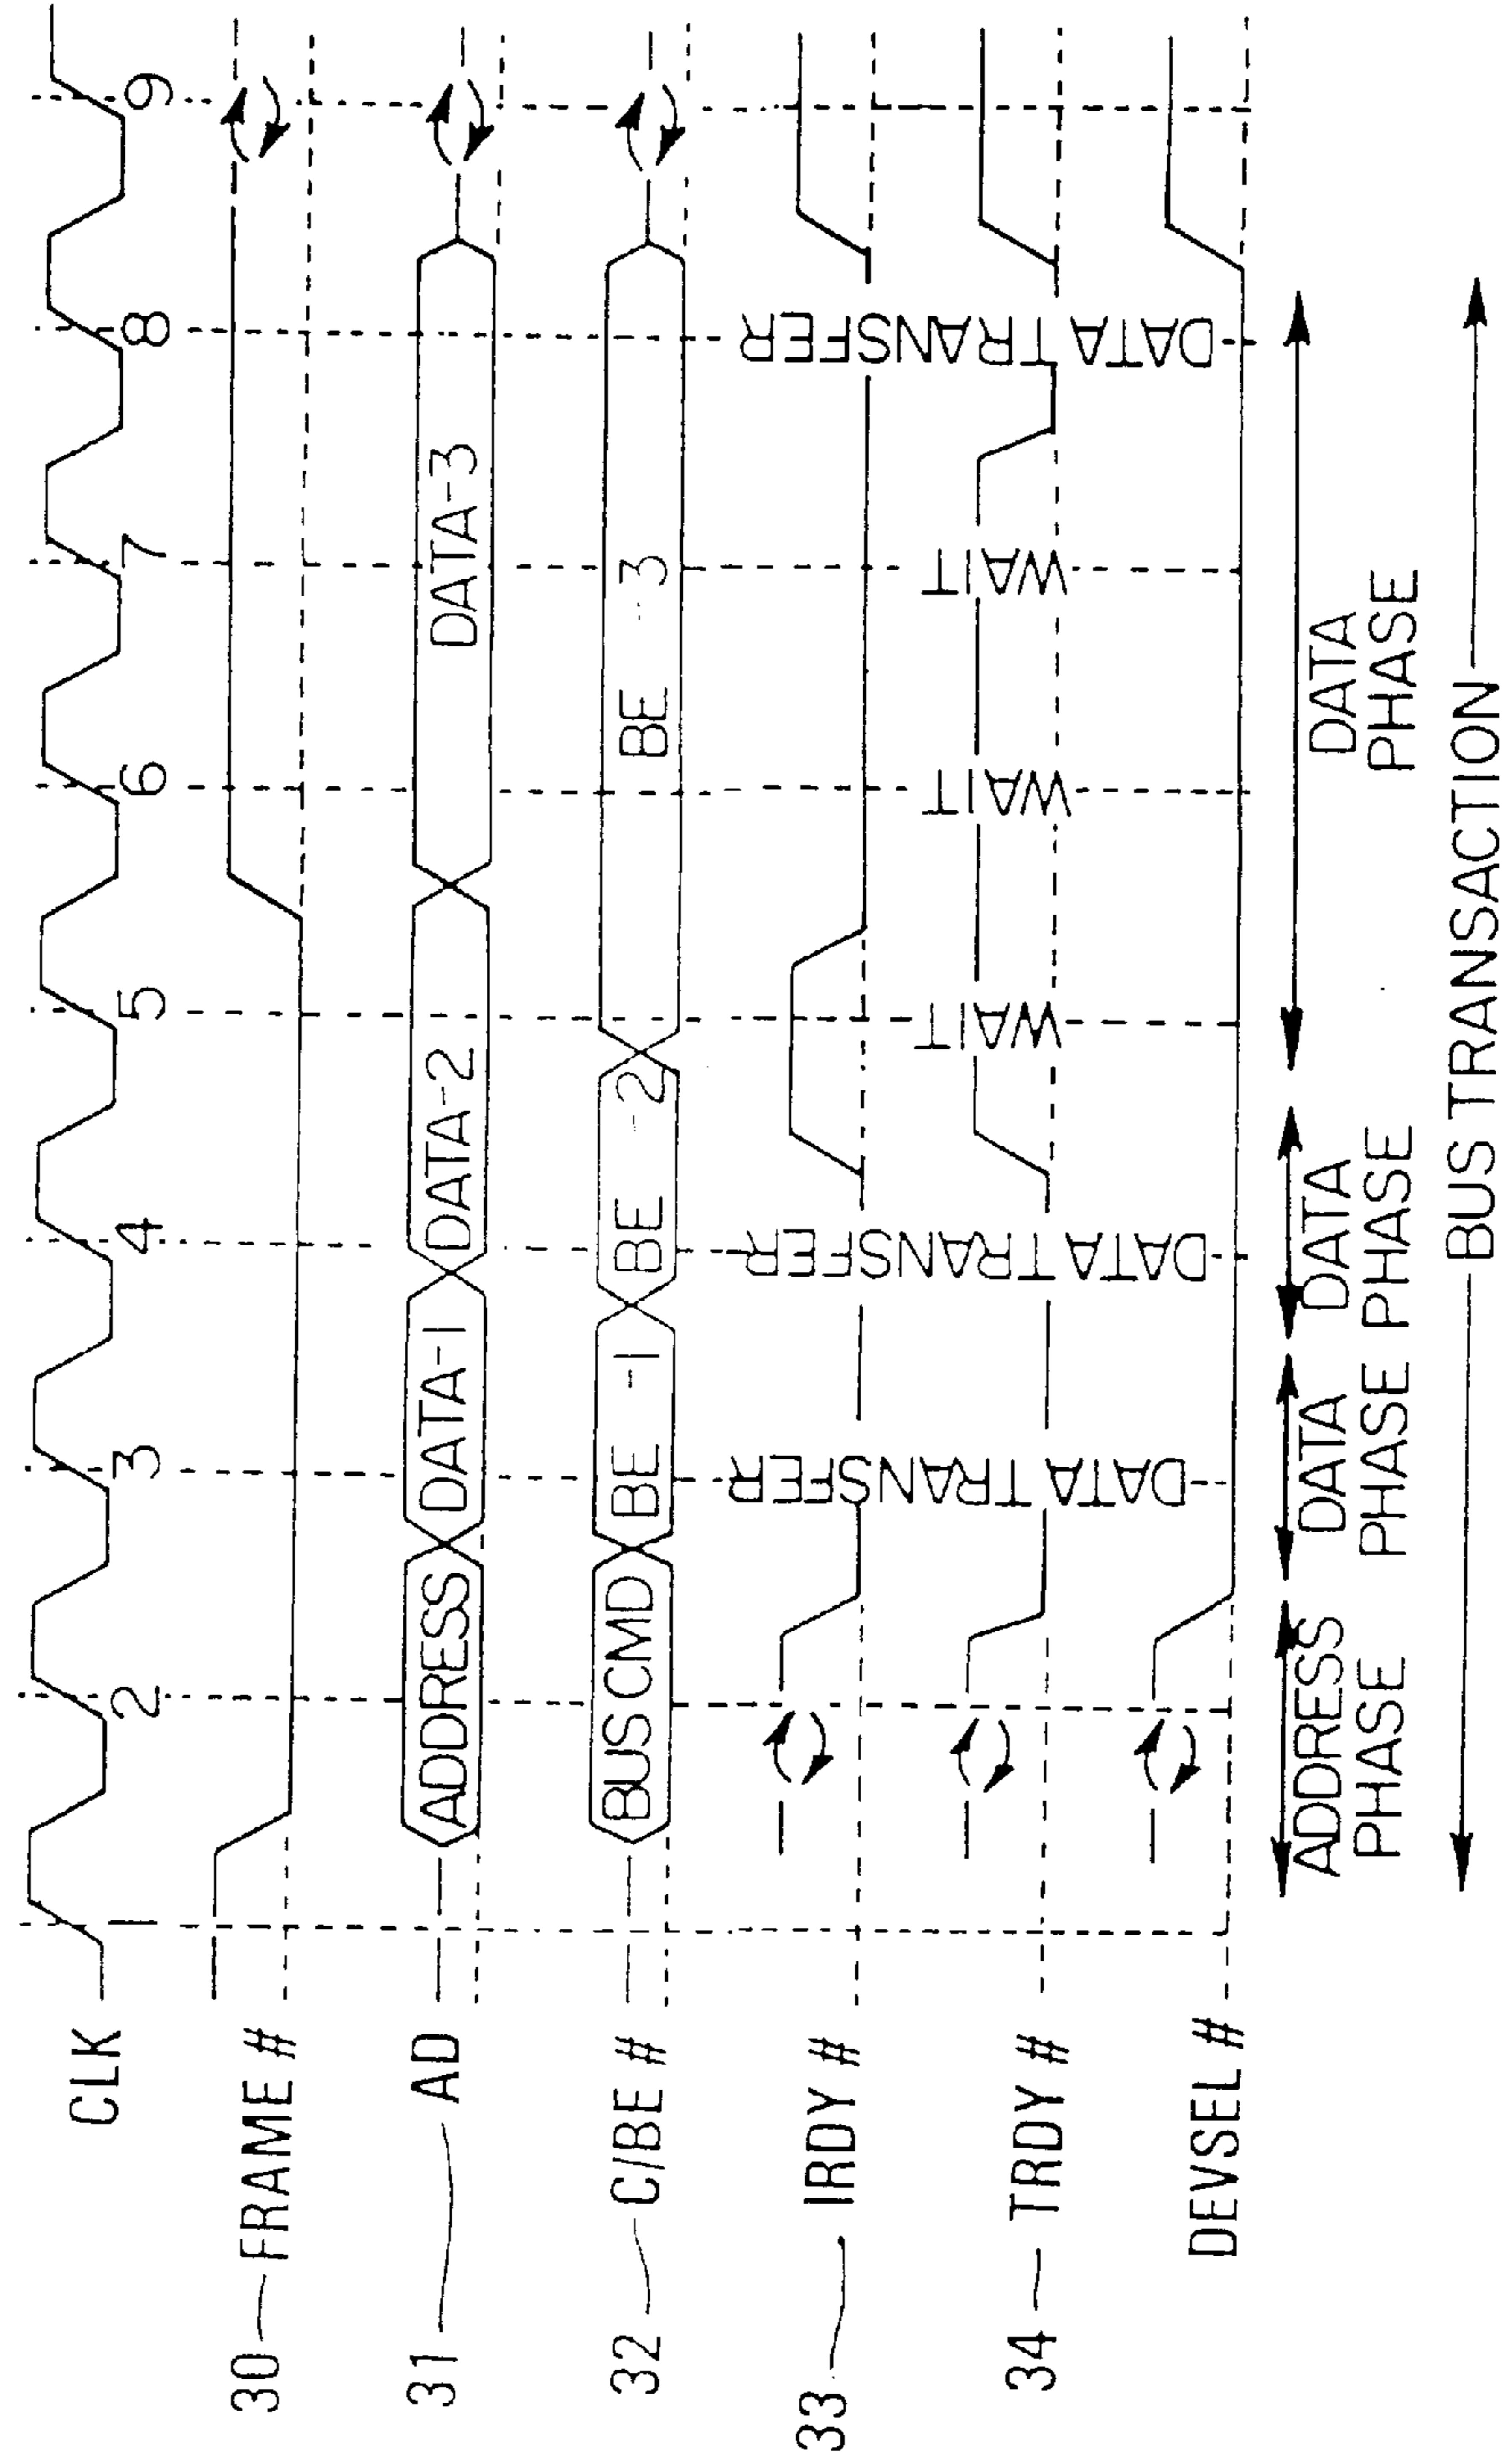 CLK
1 2 3 4 5 6 7 8 9
30 FRAME #
31 AD
ADDRESS DATA-1 DATA-2 DATA-3
32 C/BE #
BUS CMD BE -1 BE -2 BE -3
33 IRDY #
34 TRDY #
DEVSEL #
DATA TRANSFER
DATA TRANSFER
WAIT
WAIT
WAIT
DATA TRANSFER
ADDRESS
PHASE
DATA
PHASE
DATA
PHASE
DATA
PHASE
BUS TRANSACTION